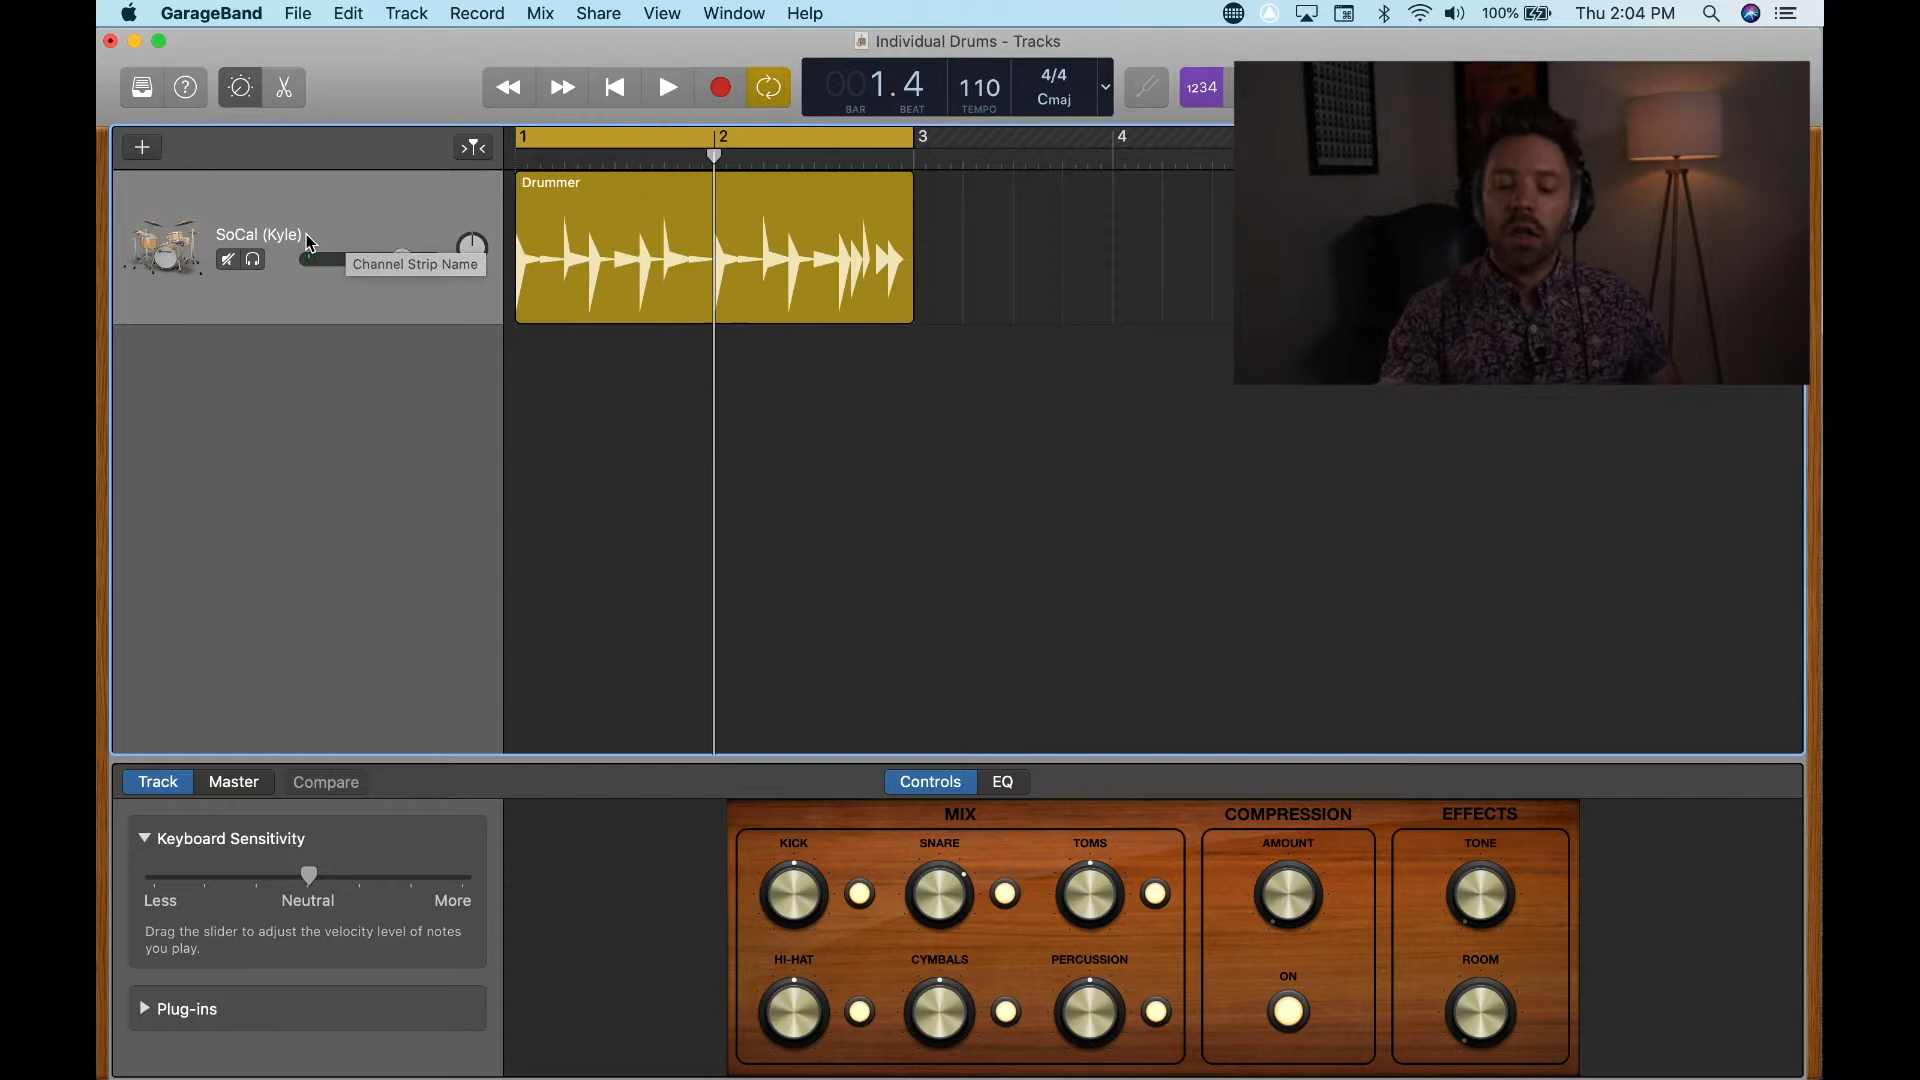 GarageBand File Edit Track Record Mix Share View Window Help 100% Thu 2:04 PM
Individual Drums - Tracks
001.4 110 4/4 1234
BAR BEAT TEMPO Cmaj
1 2 3 4
Drummer
SoCal (Kyle)
Channel Strip Name
Track Master Compare Controls EQ
MIX COMPRESSION EFFECTS
Keyboard Sensitivity
KICK SNARE TOMS AMOUNT TONE
Less Neutral More
Drag the slider to adjust the velocity level of notes
you play.
HI-HAT CYMBALS PERCUSSION ROOM
ON
Plug-ins